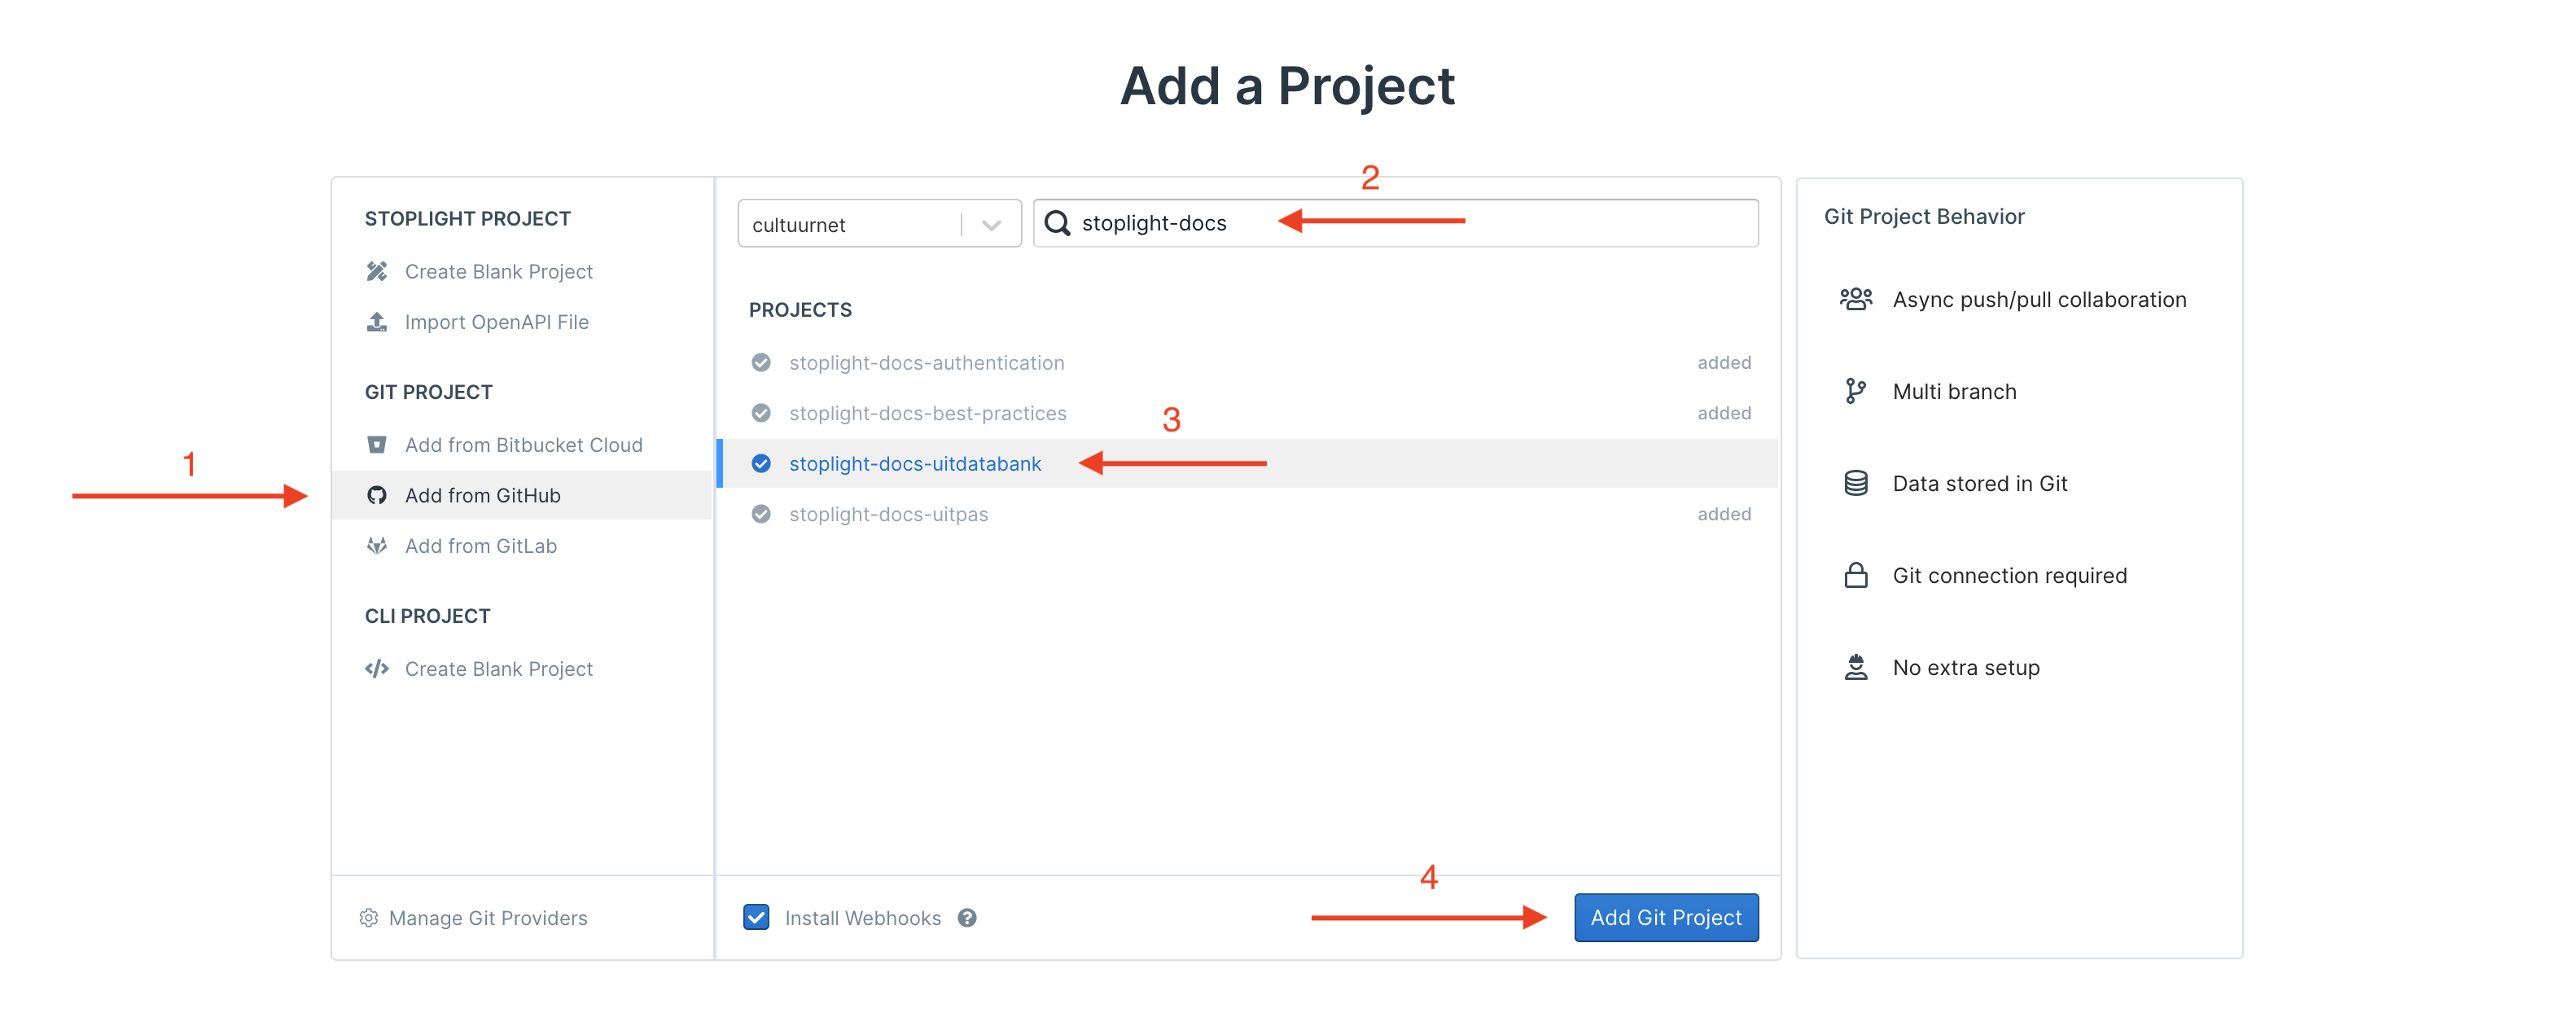 Add a Project
1
STOPLIGHT PROJECT
Create Blank Project
Import OpenAPI File
GIT PROJECT
Add from Bitbucket Cloud
Add from GitHub
Add from GitLab
CLI PROJECT
Create Blank Project
Manage Git Providers
2
cultuurnet
stoplight-docs
PROJECTS
stoplight-docs-authentication added
stoplight-docs-best-practices added
3
stoplight-docs-uitdatabank
stoplight-docs-uitpas added
4
Install Webhooks ? Add Git Project
Git Project Behavior
Async push/pull collaboration
Multi branch
Data stored in Git
Git connection required
No extra setup